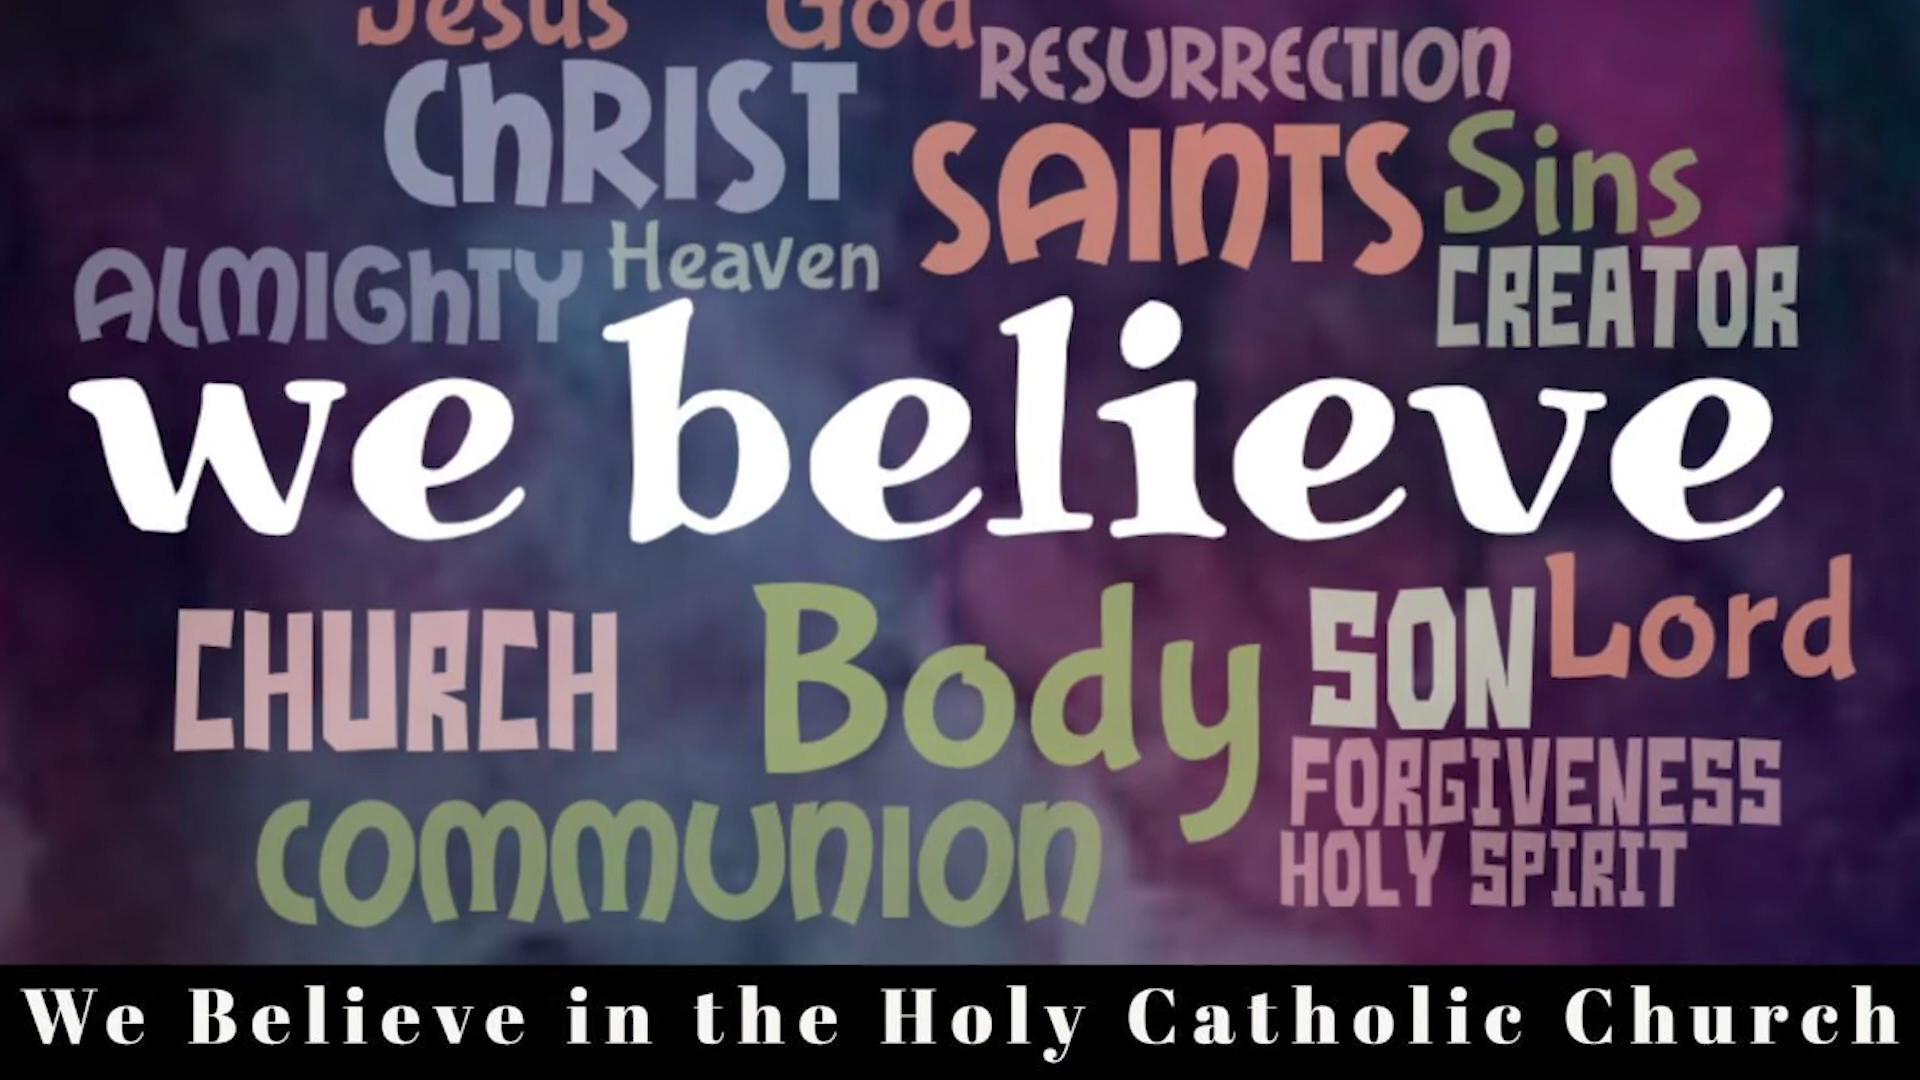 Jesus God
RESURRECTION
ChRIST
SAINTS
Sins
ALMIGhTY
Heaven
CREATOR
we believe
Lord
CHURCH
Body
SON
FORGIVENESS
COMMUNION
HOLY SPIRIT
We Believe in the Holy Catholic Church